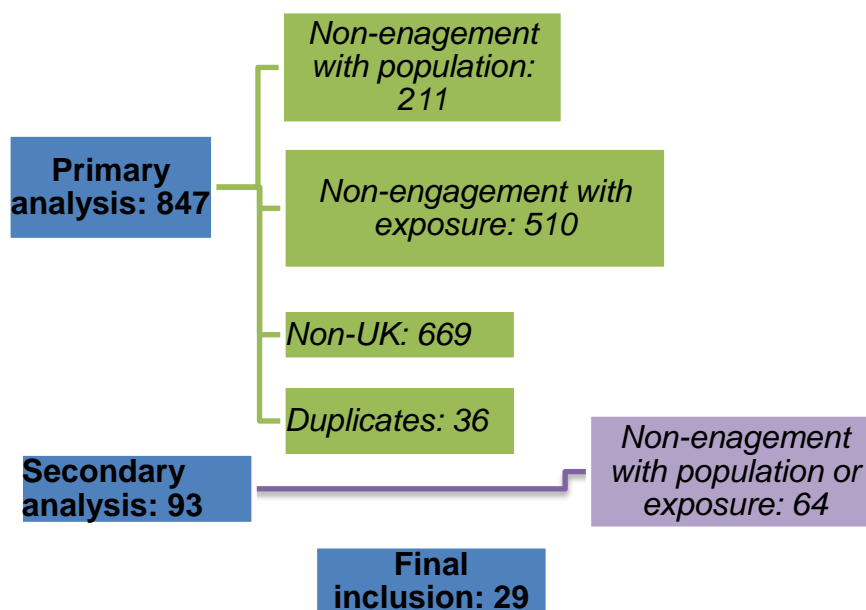 Non-enagement
with population:
211
Primary
analysis: 847
Non-engagement with
exposure: 510
Non-UK: 669
Duplicates: 36
Secondary
analysis: 93
Non-enagement
with population or
exposure: 64
Final
inclusion: 29